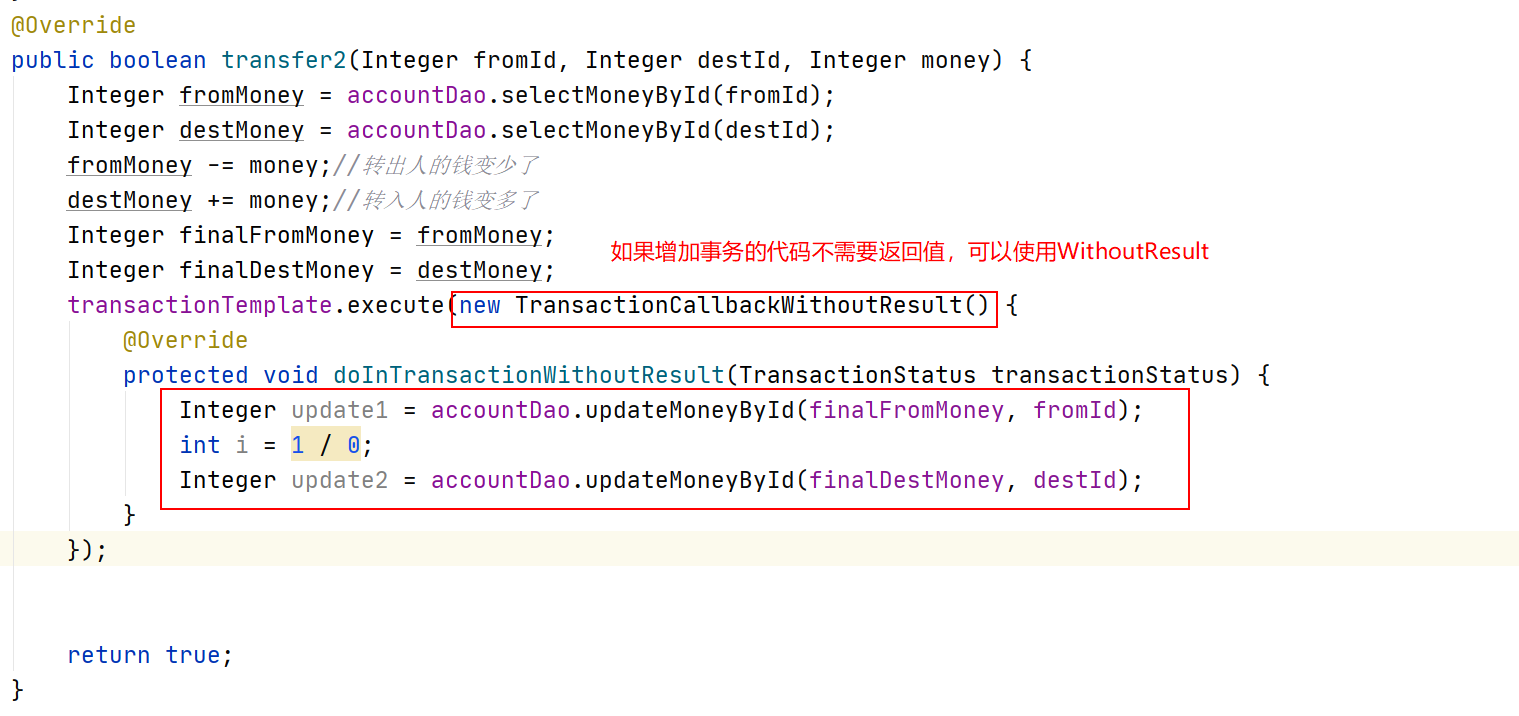 @Override
public boolean transfer2(Integer fromId, Integer destId, Integer money) {
Integer fromMoney = accountDao.selectMoneyById(fromId);
Integer destMoney = accountDao.selectMoneyById(destId);
fromMoney -= money;//转出人的钱变少了
destMoney += money;//转入人的钱变多了
Integer finalFromMoney = fromMoney;
如果增加事务的代码不需要返回值，可以使用WithoutResult
Integer finalDestMoney = destMoney;
transactionTemplate.execute(new TransactionCallbackWithoutResult() {
@Override
protected void doInTransactionWithoutResult(TransactionStatus transactionStatus) {
Integer update1 = accountDao.updateMoneyById(finalFromMoney, fromId);
int i = 1 / 0;
Integer update2 = accountDao.updateMoneyById(finalDestMoney, destId);
}
});
return true;
}